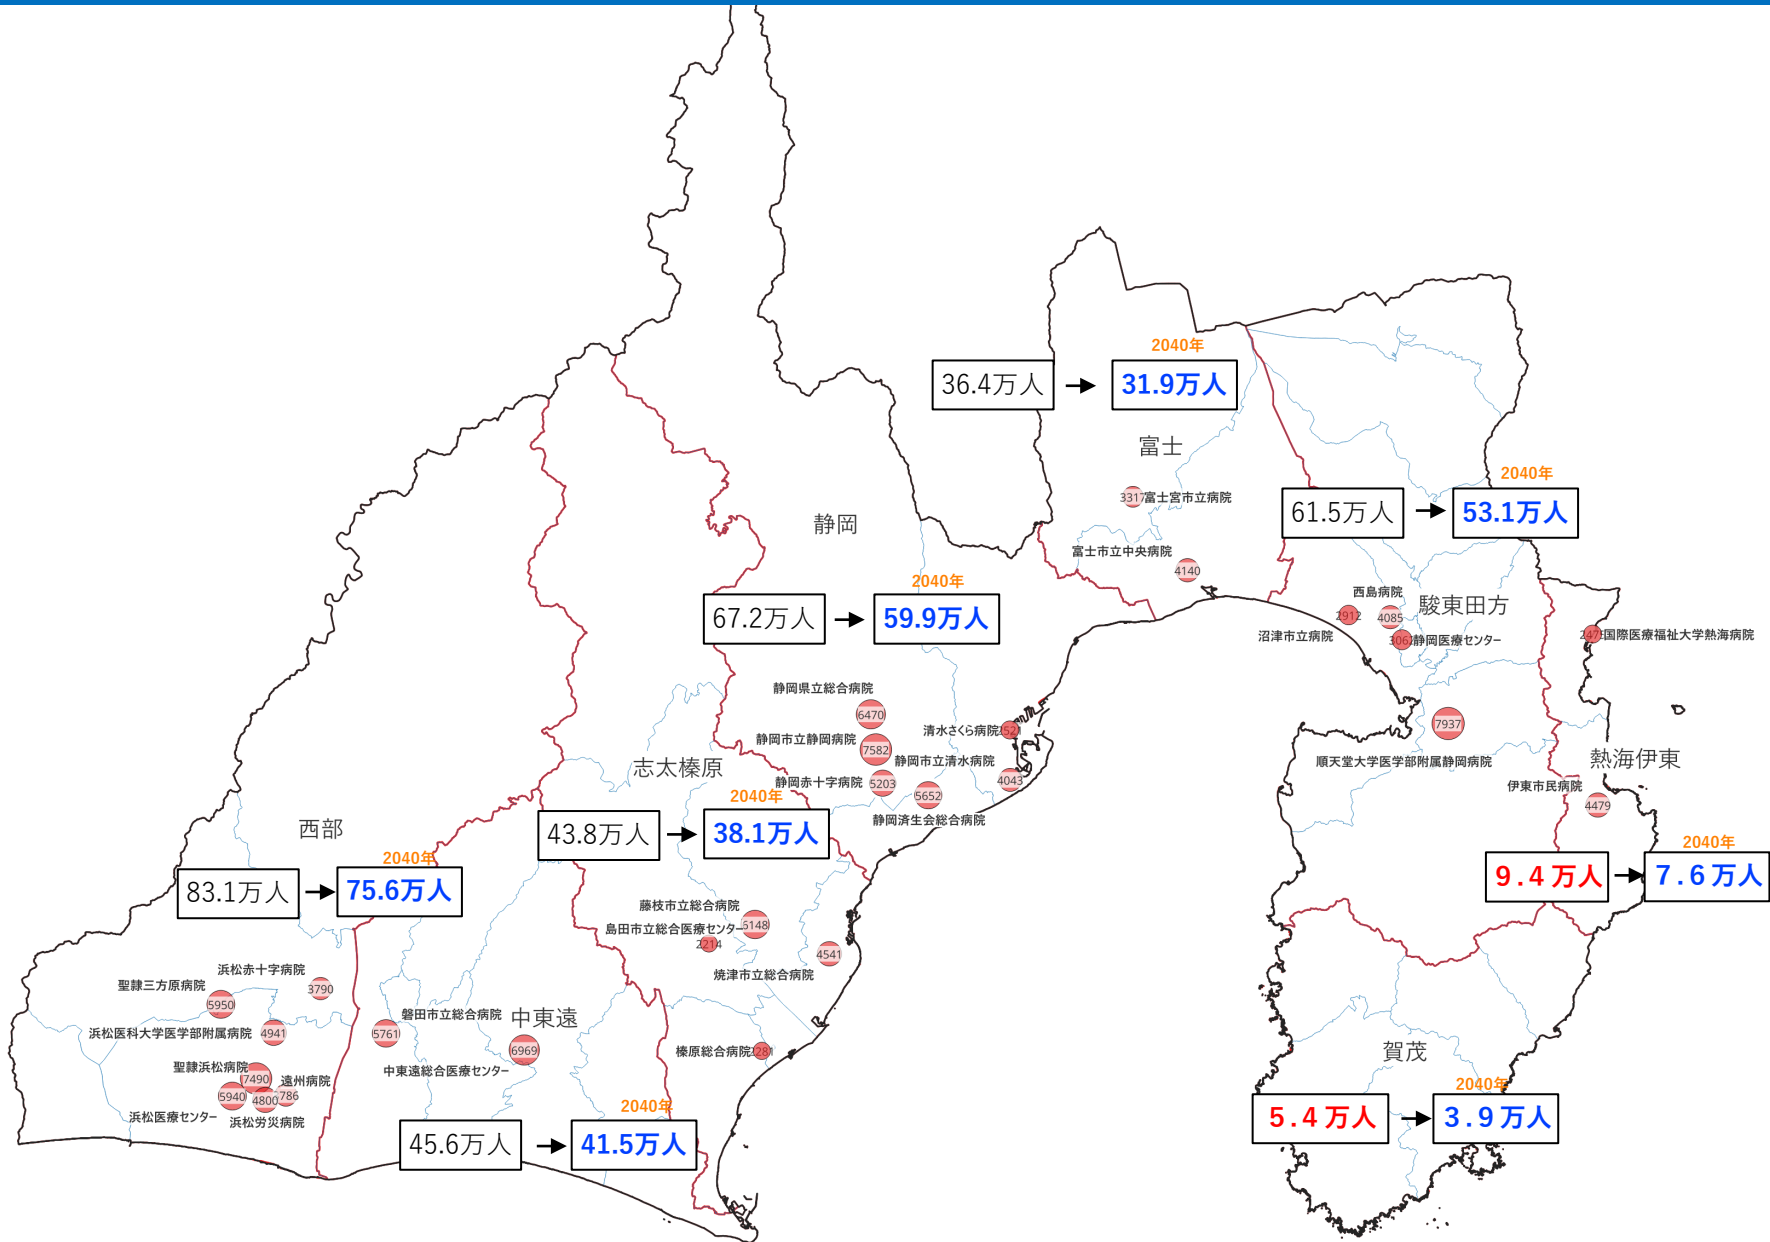 2040年
36.4万人
31.9万人
富士
3317
富士宮市立病院
富士市立中央病院
4140
2040年
61.5万人
53.1万人
西島病院
2912
4085
駿東田方
沼津市立病院
静岡医療センター
7937
順天堂大学医学部附属静岡病院
国際医療福祉大学熱海病院
熱海伊東
伊東市民病院
4479
2040年
9.4万人
7.6万人
静岡
2040年
67.2万人
59.9万人
静岡県立総合病院
6470
静岡市立静岡病院
7582
清水さくら病院
静岡市立清水病院
静岡赤十字病院
5203
4043
5652
静岡済生会総合病院
志太榛原
2040年
43.8万人
38.1万人
藤枝市立総合病院
6148
島田市立総合医療センター
2214
4541
焼津市立総合病院
榛原総合病院
西部
2040年
83.1万人
75.6万人
浜松赤十字病院
3790
聖隷三方原病院
5950
浜松医科大学医学部附属病院
4941
聖隷浜松病院
7490
遠州病院
5940
4800
786
浜松医療センター
浜松労災病院
磐田市立総合病院
5761
中東遠
6969
中東遠総合医療センター
2040年
45.6万人
41.5万人
賀茂
2040年
5.4万人
3.9万人